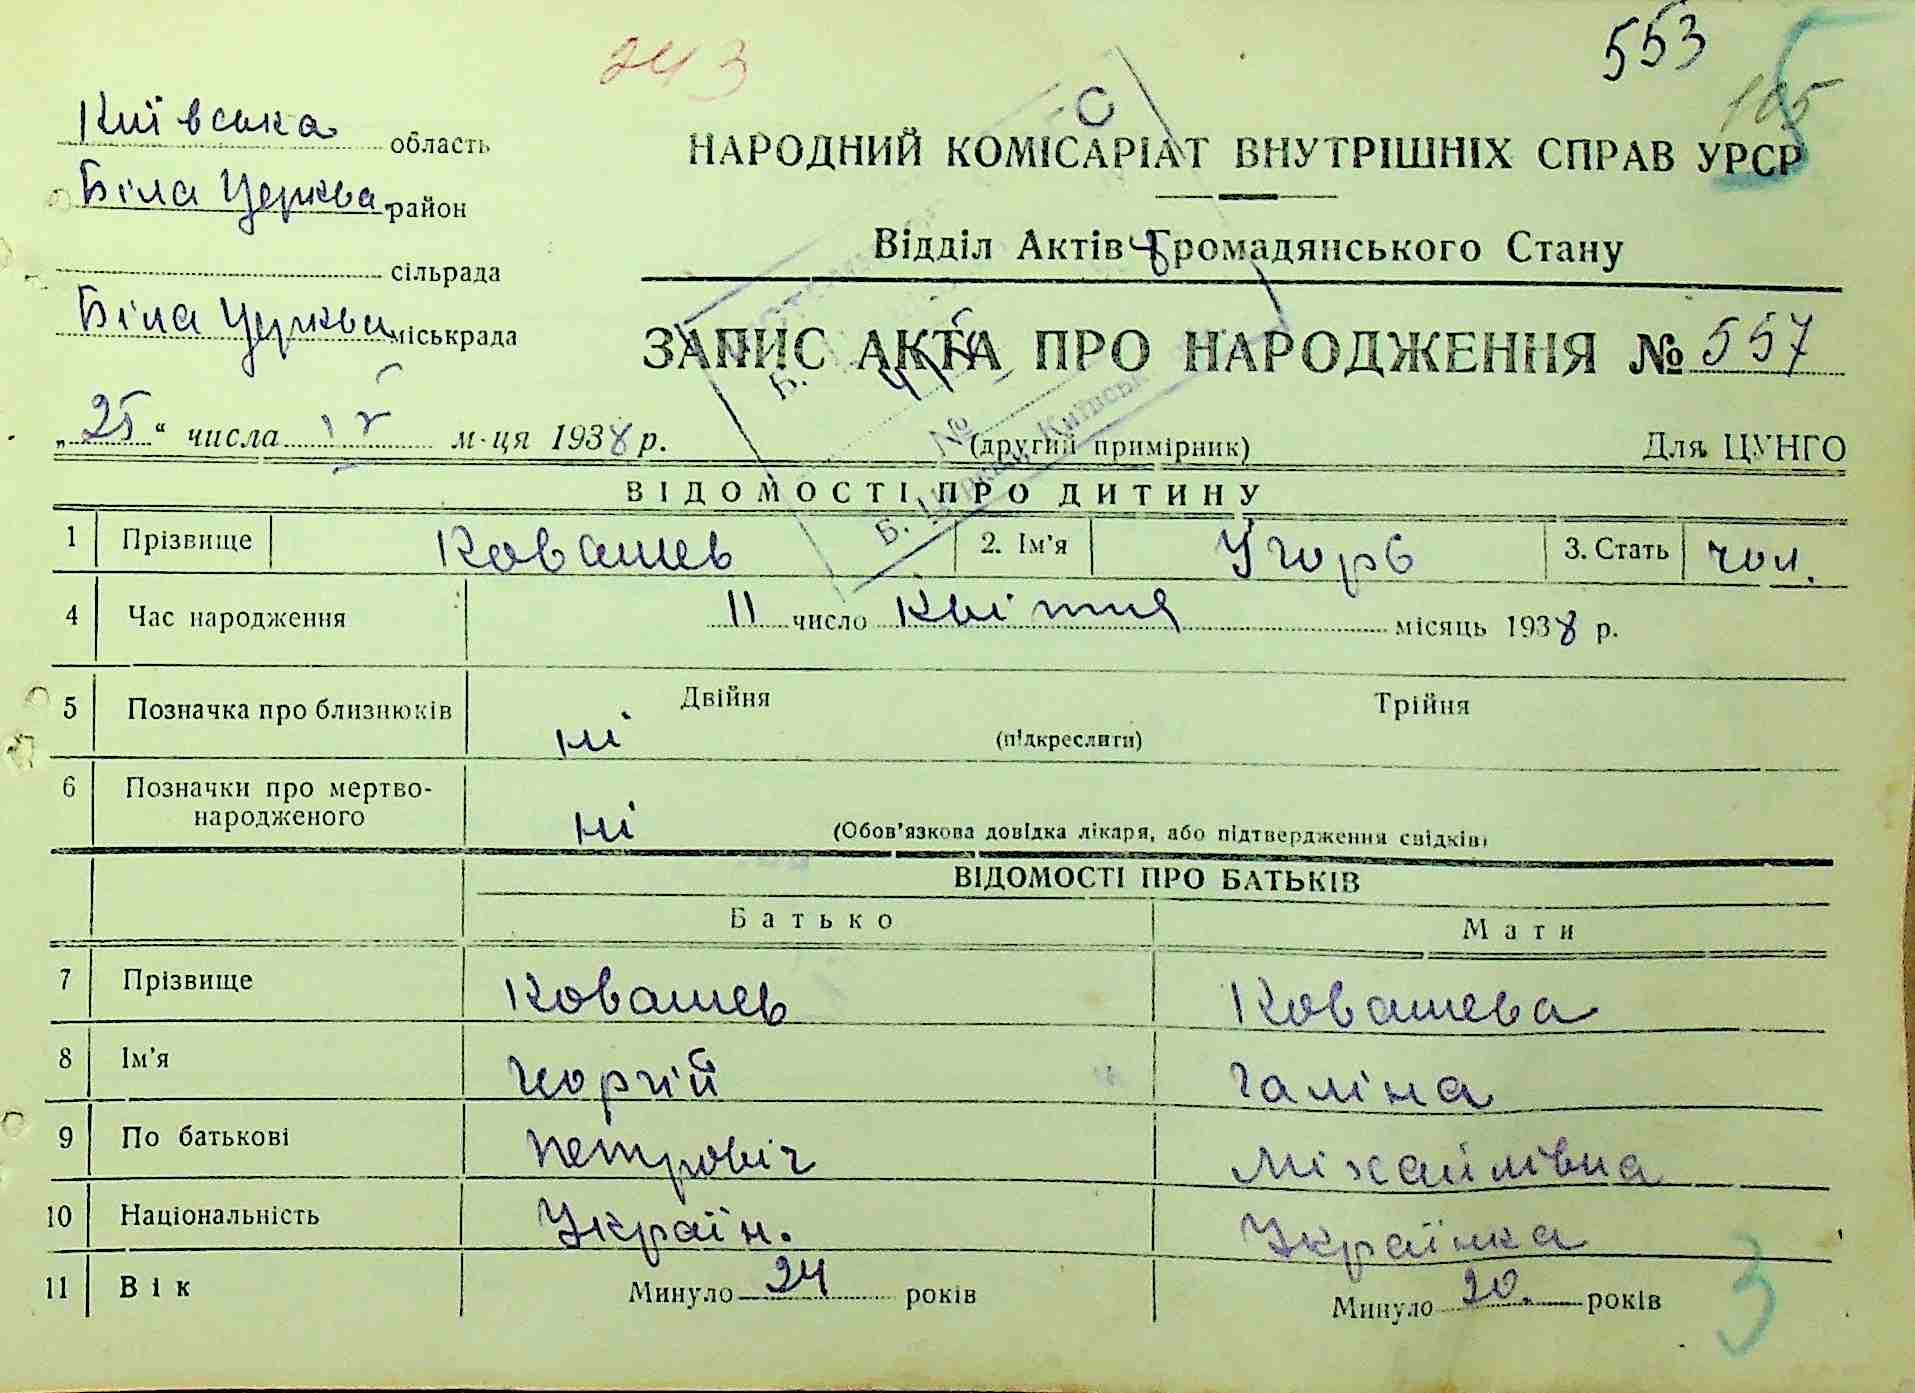 243
553
105
Київська область
Біла Церква район
сільрада
Біла Церква міськрада
НАРОДНИЙ КОМІСАРІАТ ВНУТРІШНІХ СПРАВ УРСР
Відділ Актів Громадянського Стану
ЗАПИС АКТА ПРО НАРОДЖЕННЯ № 557
„25“ числа IV м-ця 1938 р.
(другий примірник) Для ЦУНГО
ВІДОМОСТІ ПРО ДИТИНУ
1 Прізвище Ковашев 2. Ім'я Угорь 3. Стать чол.
4 Час народження 11 число Квітня місяць 1938 р.
5 Позначка про близнюків ні Двійня (підкреслити) Трійня
6 Позначки про мертво-
народженого ні (Обов'язкова довідка лікаря, або підтвердження свідків)
ВІДОМОСТІ ПРО БАТЬКІВ
Батько Мати
7 Прізвище Ковашев Ковашева
8 Ім'я Георгій Галіна
9 По батькові Петровіч Міхайлівна
10 Національність Україн. Українка
11 Вік Минуло 24 років Минуло 20. років
3